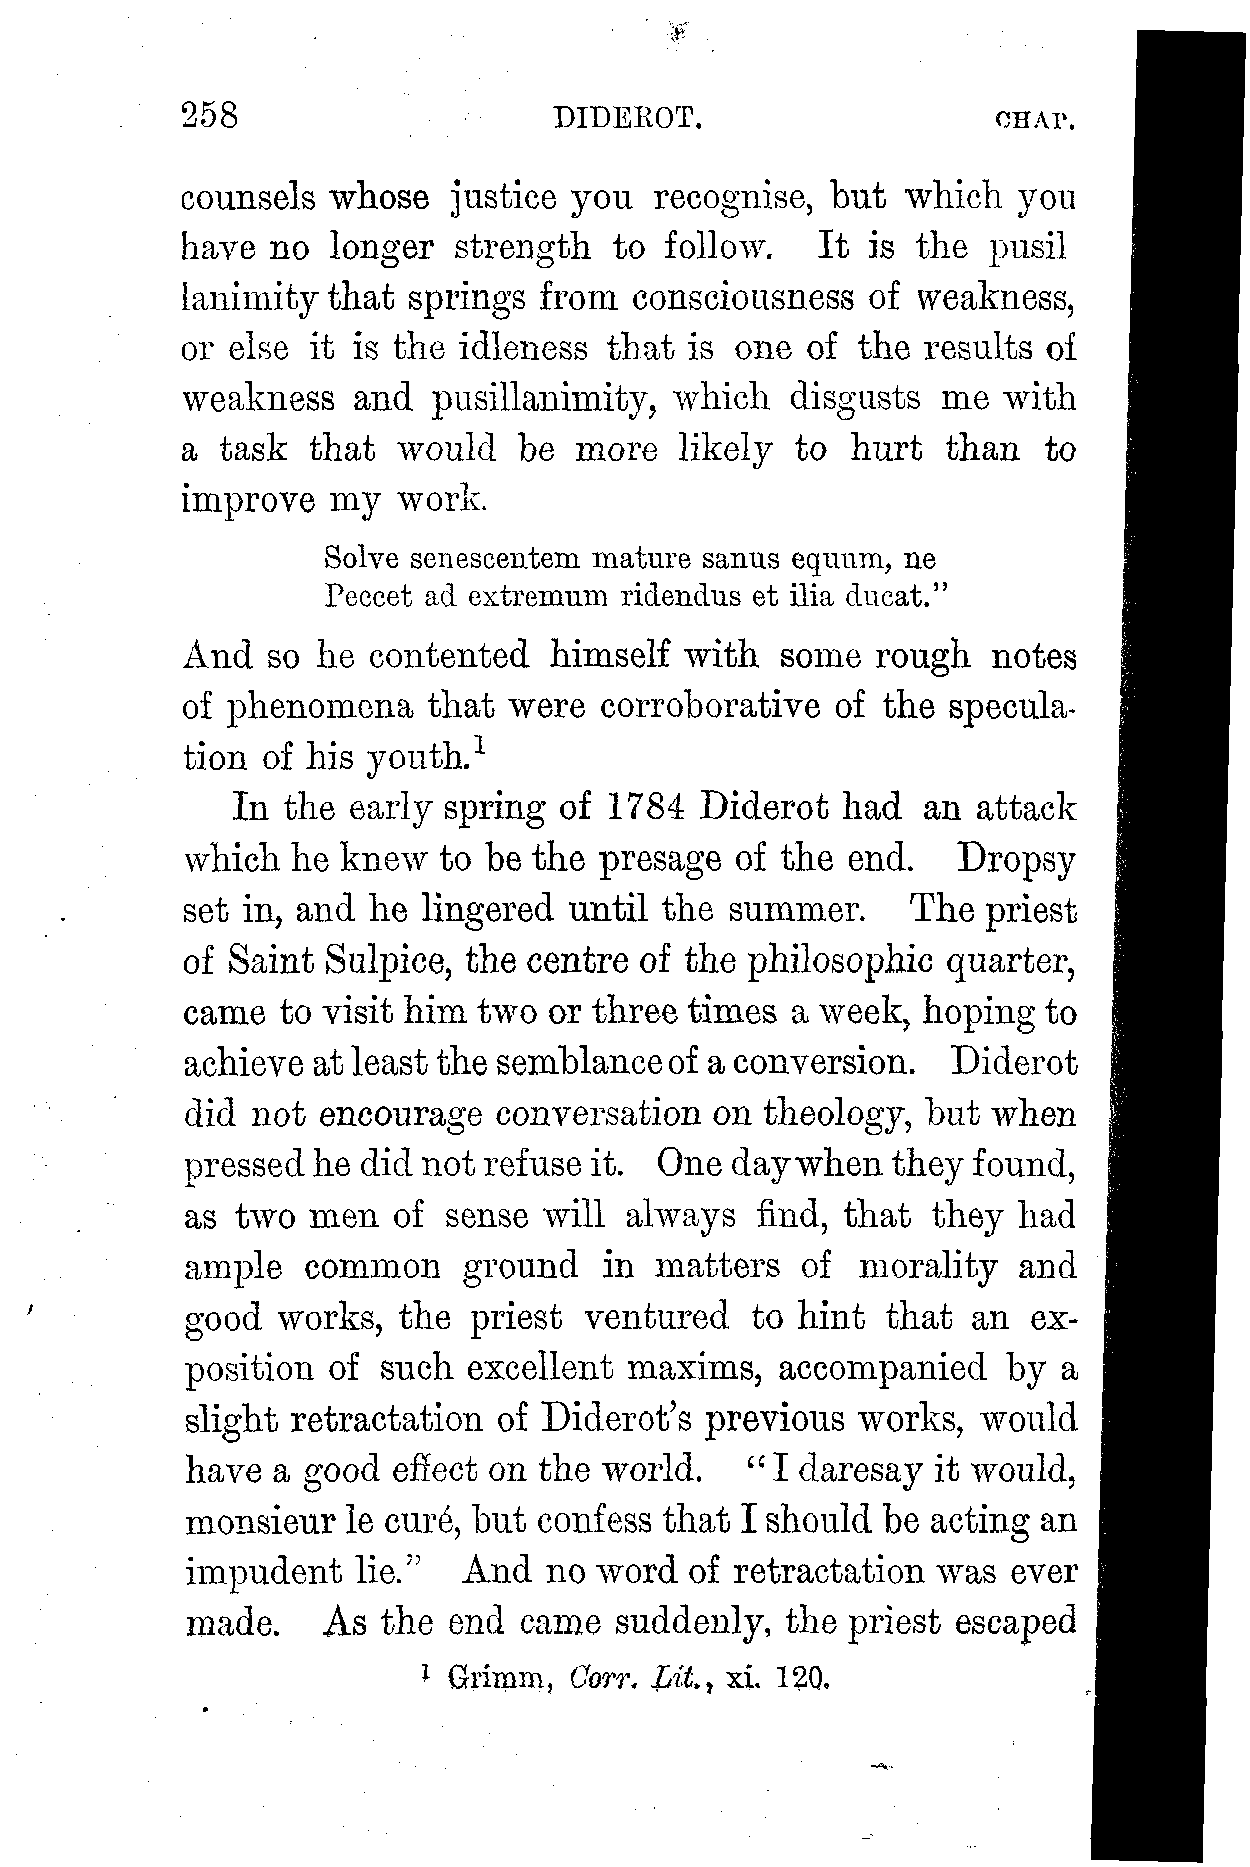 258 DIDEROT. CHAP.
counsels whose justice you recognise, but which you
have no longer strength to follow. It is the pusil
lanimity that springs from consciousness of weakness,
or else it is the idleness that is one of the results of
weakness and pusillanimity, which disgusts me with
a task that would be more likely to hurt than to
improve my work.
Solve senescentem mature sanus equum, ne
Peccet ad extremum ridendus et ilia ducat."
And so he contented himself with some rough notes
of phenomena that were corroborative of the specula-
tion of his youth.¹
In the early spring of 1784 Diderot had an attack
which he knew to be the presage of the end. Dropsy
set in, and he lingered until the summer. The priest
of Saint Sulpice, the centre of the philosophic quarter,
came to visit him two or three times a week, hoping to
achieve at least the semblance of a conversion. Diderot
did not encourage conversation on theology, but when
pressed he did not refuse it. One day when they found,
as two men of sense will always find, that they had
ample common ground in matters of morality and
good works, the priest ventured to hint that an ex-
position of such excellent maxims, accompanied by a
slight retractation of Diderot's previous works, would
have a good effect on the world. "I daresay it would,
monsieur le curé, but confess that I should be acting an
impudent lie." And no word of retractation was ever
made. As the end came suddenly, the priest escaped
¹ Grimm, Corr. Lit., xi. 120.